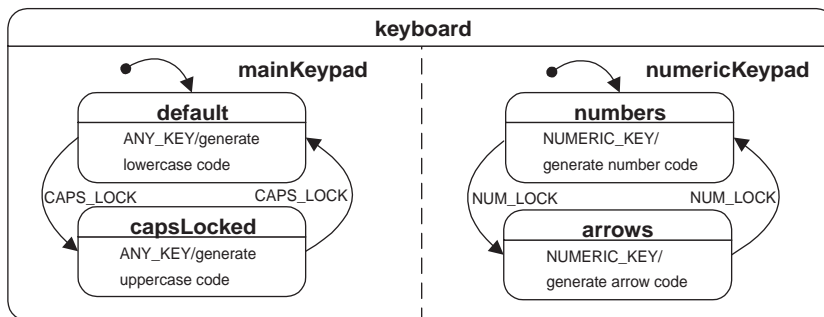 keyboard
mainKeypad
default
ANY_KEY/generate
lowercase code
CAPS_LOCK
CAPS_LOCK
capsLocked
ANY_KEY/generate
uppercase code
numericKeypad
numbers
NUMERIC_KEY/
generate number code
NUM_LOCK
NUM_LOCK
arrows
NUMERIC_KEY/
generate arrow code